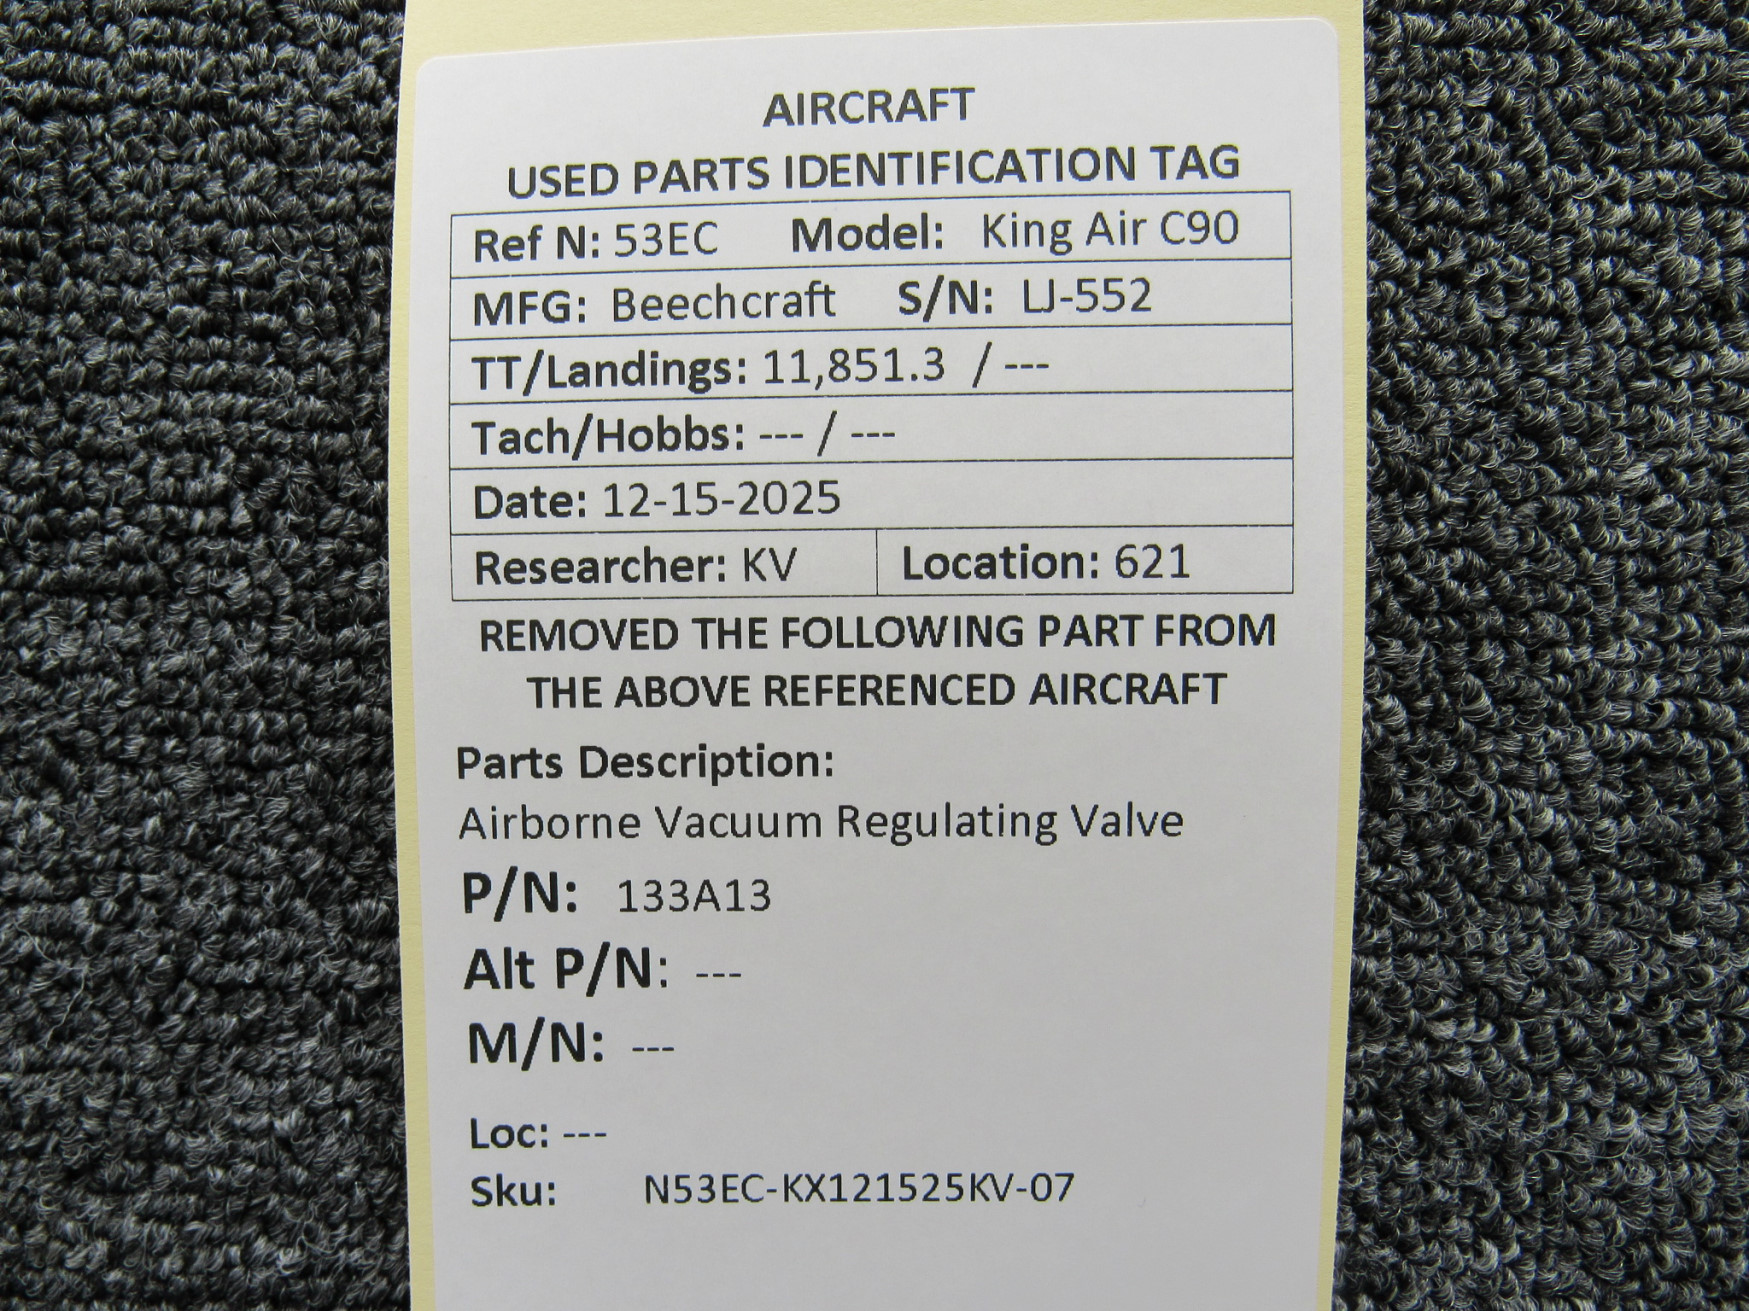 AIRCRAFT
USED PARTS IDENTIFICATION TAG
Ref N: 53EC Model: King Air C90
MFG: Beechcraft S/N: LJ-552
TT/Landings: 11,851.3 / ---
Tach/Hobbs: --- / ---
Date: 12-15-2025
Researcher: KV Location: 621
REMOVED THE FOLLOWING PART FROM
THE ABOVE REFERENCED AIRCRAFT
Parts Description:
Airborne Vacuum Regulating Valve
P/N: 133A13
Alt P/N: ---
M/N: ---
Loc: ---
Sku: N53EC-KX121525KV-07